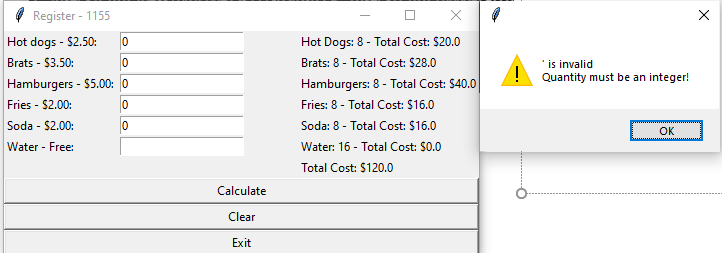 Register - 1155
Hot dogs - $2.50: 0 Hot Dogs: 8 - Total Cost: $20.0
Brats - $3.50: 0 Brats: 8 - Total Cost: $28.0
Hamburgers - $5.00: 0 Hamburgers: 8 - Total Cost: $40.0
Fries - $2.00: 0 Fries: 8 - Total Cost: $16.0
Soda - $2.00: 0 Soda: 8 - Total Cost: $16.0
Water - Free: Water: 16 - Total Cost: $0.0
Total Cost: $120.0
Calculate
Clear
Exit
' is invalid
Quantity must be an integer!
OK